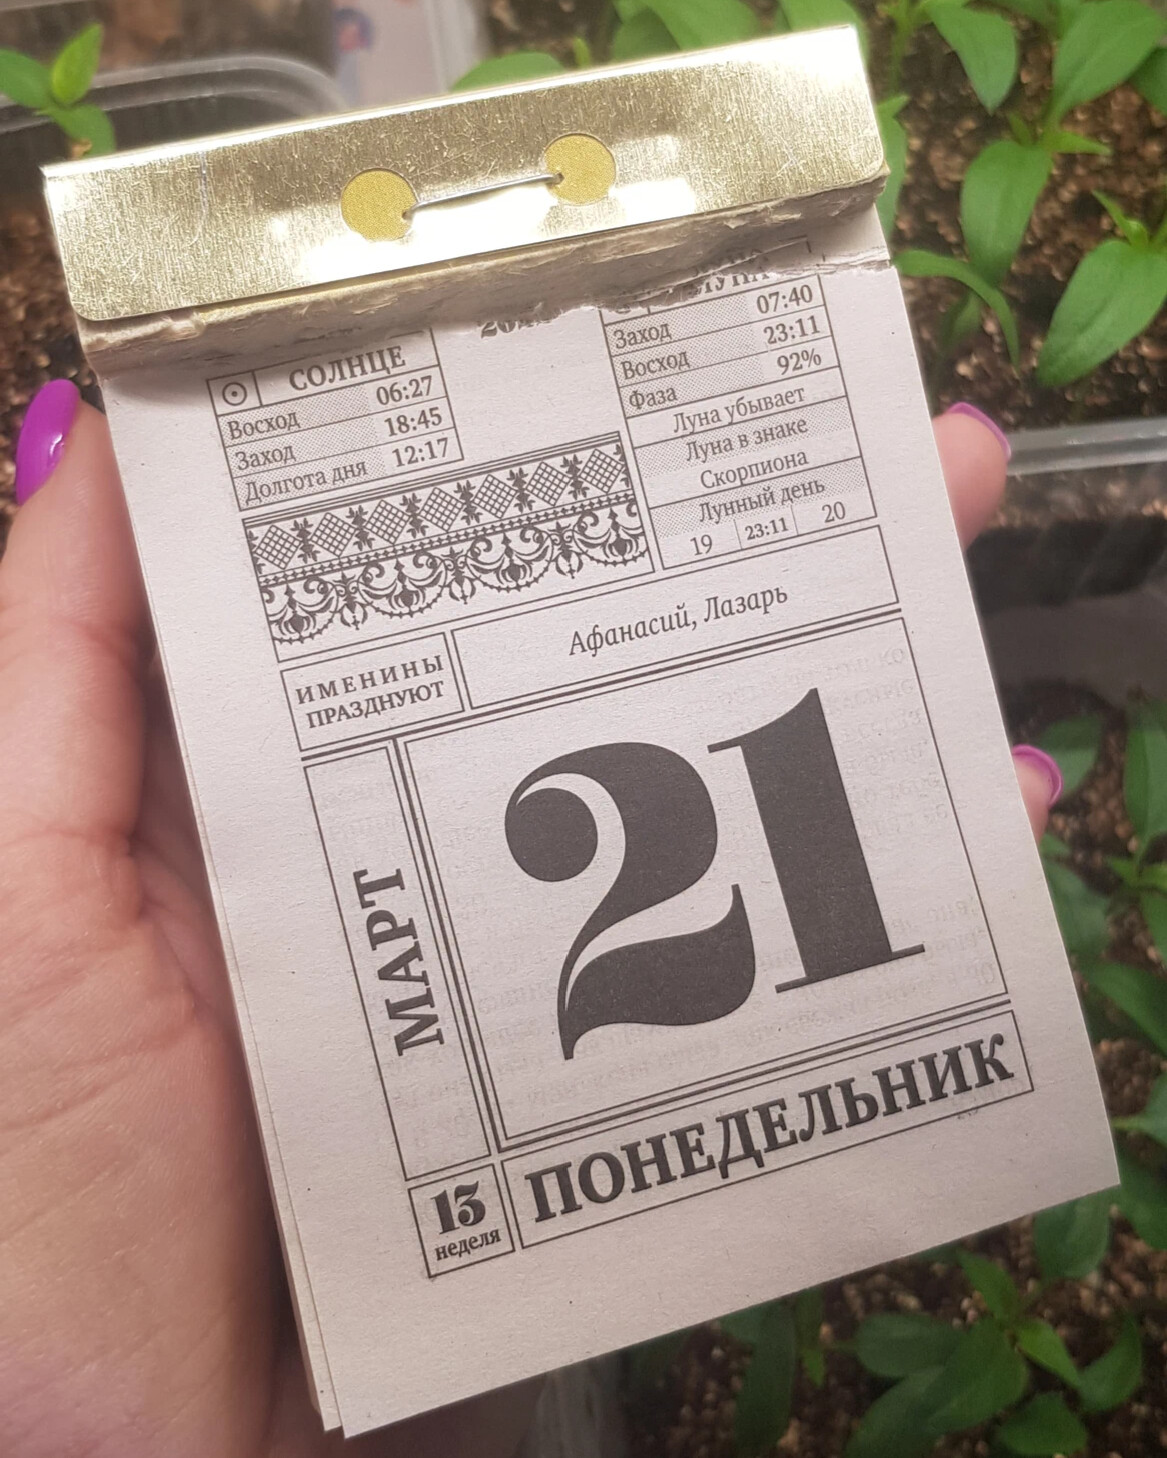 СОЛНЦЕ
Восход 06:27
Заход 18:45
Долгота дня 12:17
ЛУНА
Заход 07:40
Восход 23:11
Фаза 92%
Луна убывает
Луна в знаке
Скорпиона
Лунный день
19 23:11 20
ИМЕНИНЫ
ПРАЗДНУЮТ
Афанасий, Лазарь
МАРТ
21
13
неделя
ПОНЕДЕЛЬНИК